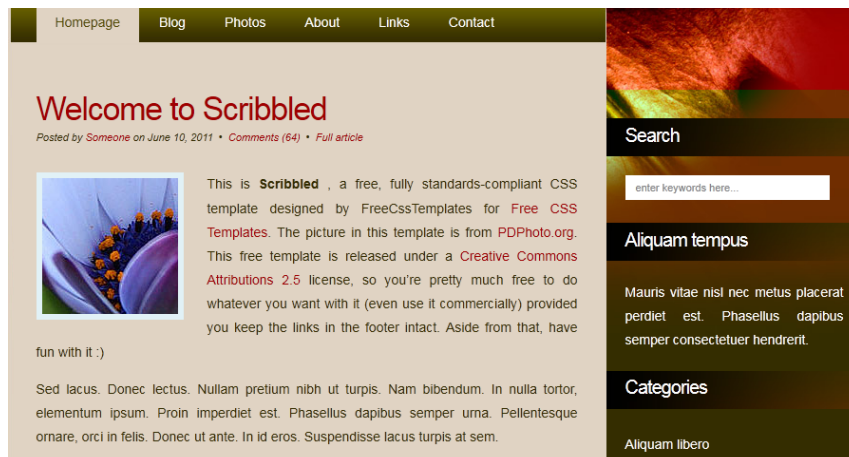 Homepage Blog Photos About Links Contact
Welcome to Scribbled
Posted by Someone on June 10, 2011 • Comments (64) • Full article
This is Scribbled , a free, fully standards-compliant CSS
template designed by FreeCssTemplates for Free CSS
Templates. The picture in this template is from PDPhoto.org.
This free template is released under a Creative Commons
Attributions 2.5 license, so you’re pretty much free to do
whatever you want with it (even use it commercially) provided
you keep the links in the footer intact. Aside from that, have
fun with it :)
Sed lacus. Donec lectus. Nullam pretium nibh ut turpis. Nam bibendum. In nulla tortor,
elementum ipsum. Proin imperdiet est. Phasellus dapibus semper urna. Pellentesque
ornare, orci in felis. Donec ut ante. In id eros. Suspendisse lacus turpis at sem.
Search
enter keywords here...
Aliquam tempus
Mauris vitae nisl nec metus placerat
perdiet est. Phasellus dapibus
semper consectetuer hendrerit.
Categories
Aliquam libero